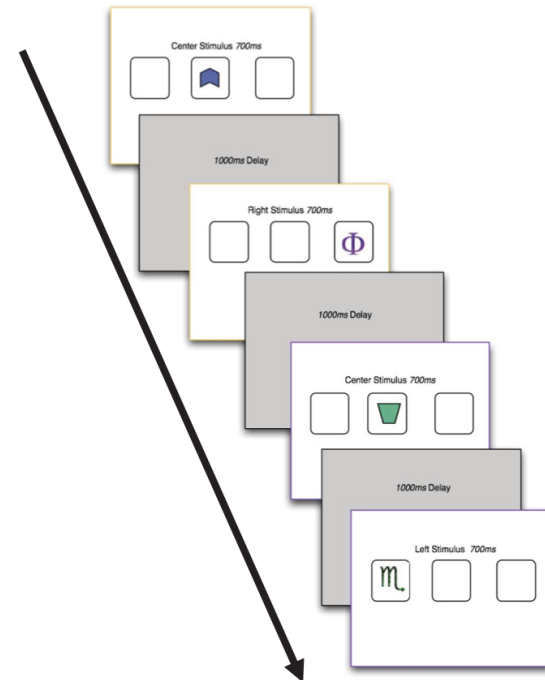 Center Stimulus 700ms
1000ms Delay
Right Stimulus 700ms
Φ
1000ms Delay
Center Stimulus 700ms
1000ms Delay
Left Stimulus 700ms
♏